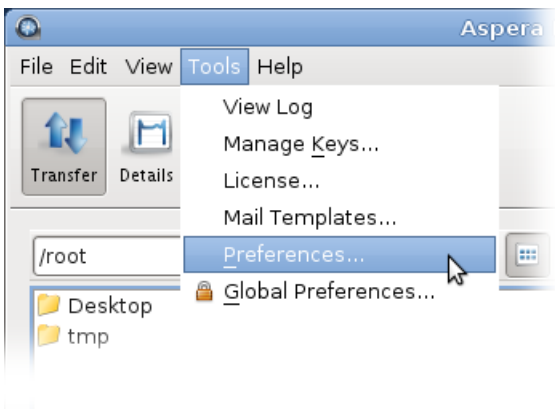 Aspera
File Edit View Tools Help
View Log
Manage Keys...
License...
Mail Templates...
Preferences...
Global Preferences...
Transfer Details
/root
Desktop
tmp